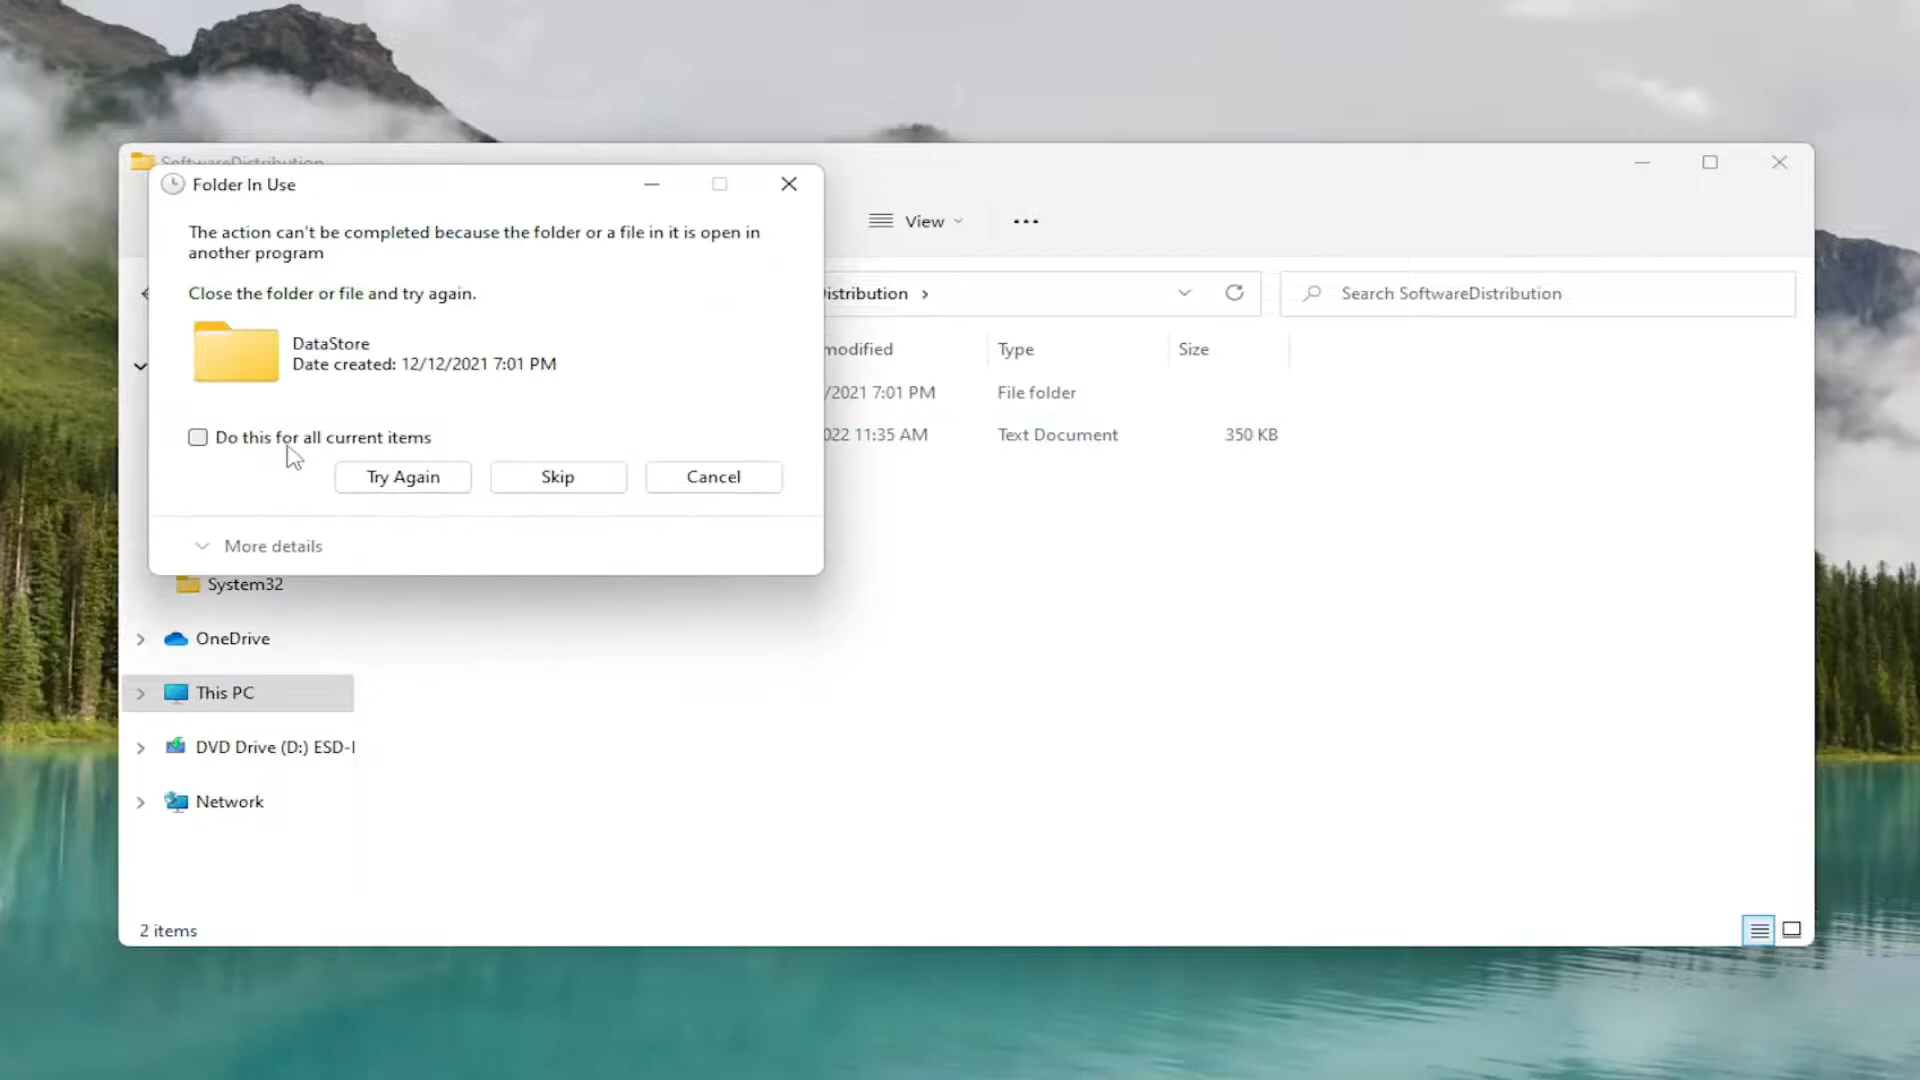 SoftwareDistribution
Folder In Use
The action can't be completed because the folder or a file in it is open in
another program
Close the folder or file and try again.
DataStore
Date created: 12/12/2021 7:01 PM
Do this for all current items
Try Again
Skip
Cancel
More details
View
istribution
Search SoftwareDistribution
modified
Type
Size
/2021 7:01 PM
File folder
022 11:35 AM
Text Document
350 KB
System32
OneDrive
This PC
DVD Drive (D:) ESD-I
Network
2 items